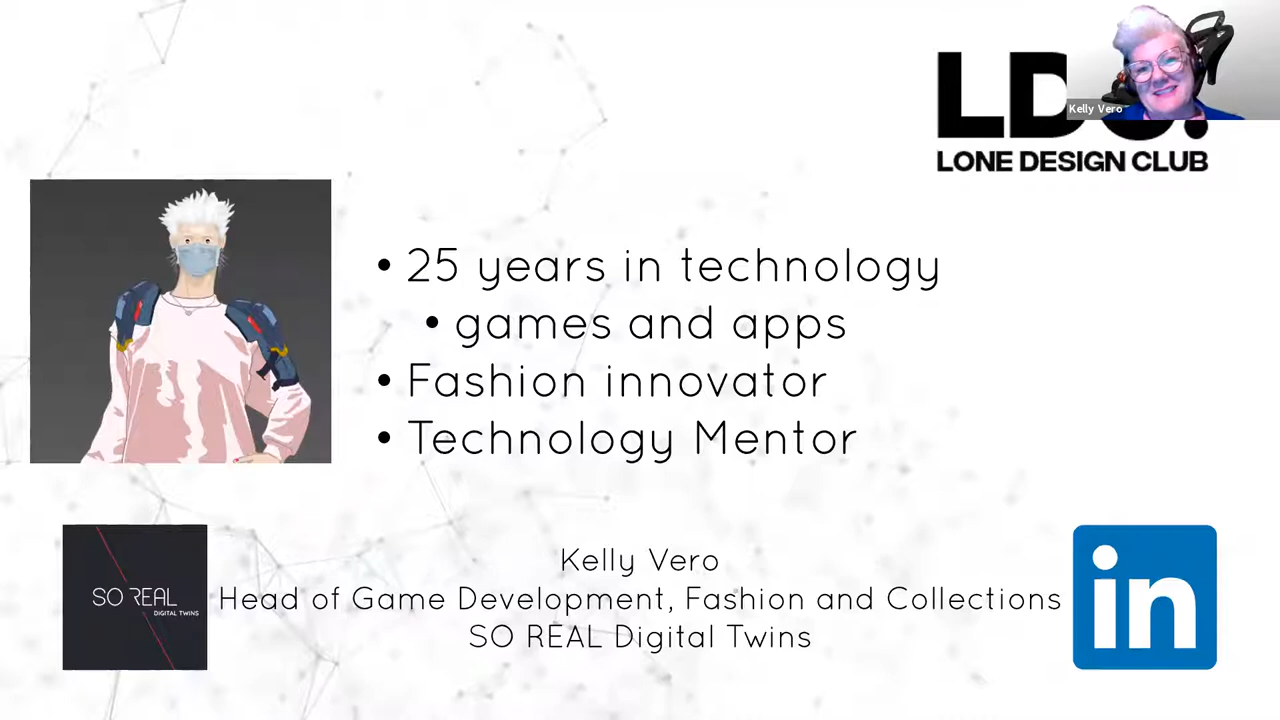 LD
Kelly Vero
LONE DESIGN CLUB
• 25 years in technology
• games and apps
• Fashion innovator
• Technology Mentor
Kelly Vero
SO REAL
DIGITAL TWINS
Head of Game Development, Fashion and Collections
SO REAL Digital Twins
in